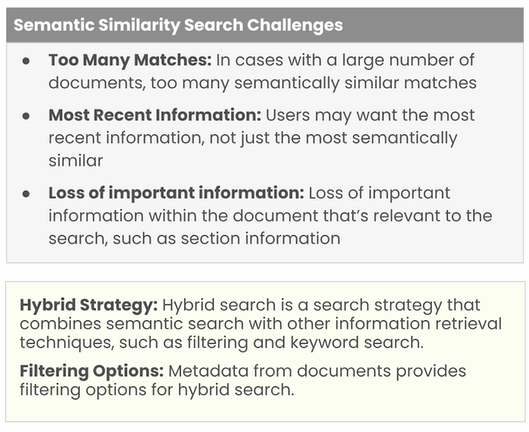 Semantic Similarity Search Challenges
● Too Many Matches: In cases with a large number of
documents, too many semantically similar matches
● Most Recent Information: Users may want the most
recent information, not just the most semantically
similar
● Loss of important information: Loss of important
information within the document that's relevant to the
search, such as section information
Hybrid Strategy: Hybrid search is a search strategy that
combines semantic search with other information retrieval
techniques, such as filtering and keyword search.
Filtering Options: Metadata from documents provides
filtering options for hybrid search.